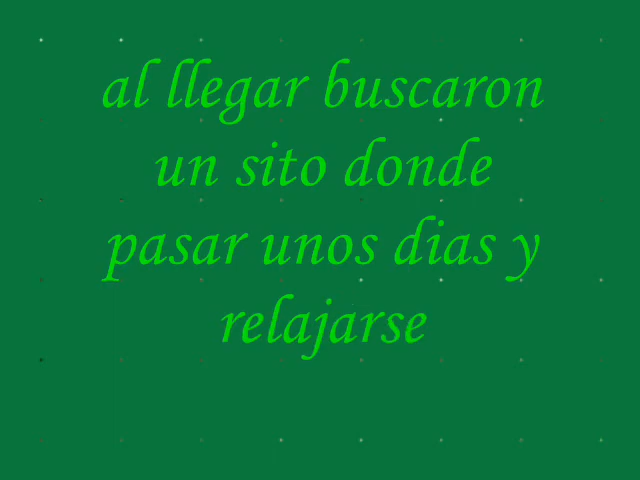 al llegar buscaron
un sito donde
pasar unos dias y
relajarse